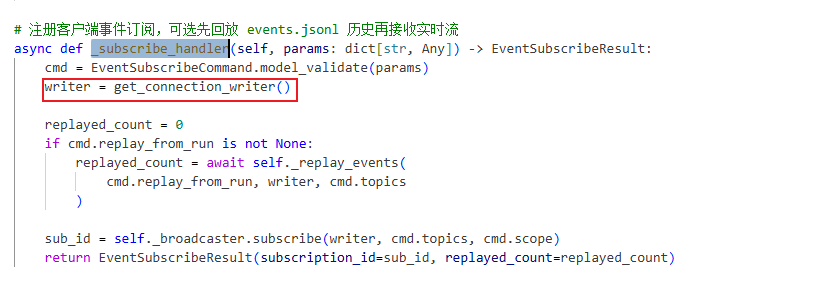 # 注册客户端事件订阅，可选先回放 events.jsonl 历史再接收实时流
async def _subscribe_handler(self, params: dict[str, Any]) -> EventSubscribeResult:
    cmd = EventSubscribeCommand.model_validate(params)
    writer = get_connection_writer()

    replayed_count = 0
    if cmd.replay_from_run is not None:
        replayed_count = await self._replay_events(
            cmd.replay_from_run, writer, cmd.topics
        )

    sub_id = self._broadcaster.subscribe(writer, cmd.topics, cmd.scope)
    return EventSubscribeResult(subscription_id=sub_id, replayed_count=replayed_count)